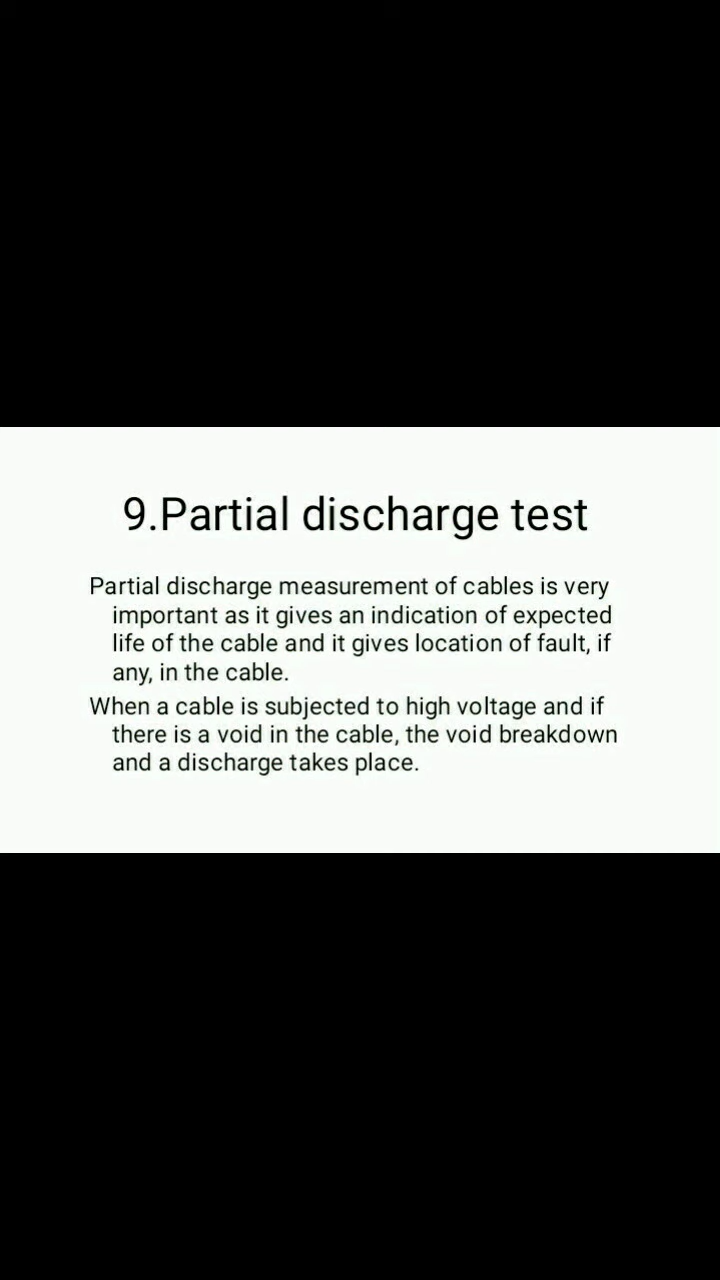 9.Partial discharge test
Partial discharge measurement of cables is very
important as it gives an indication of expected
life of the cable and it gives location of fault, if
any, in the cable.
When a cable is subjected to high voltage and if
there is a void in the cable, the void breakdown
and a discharge takes place.